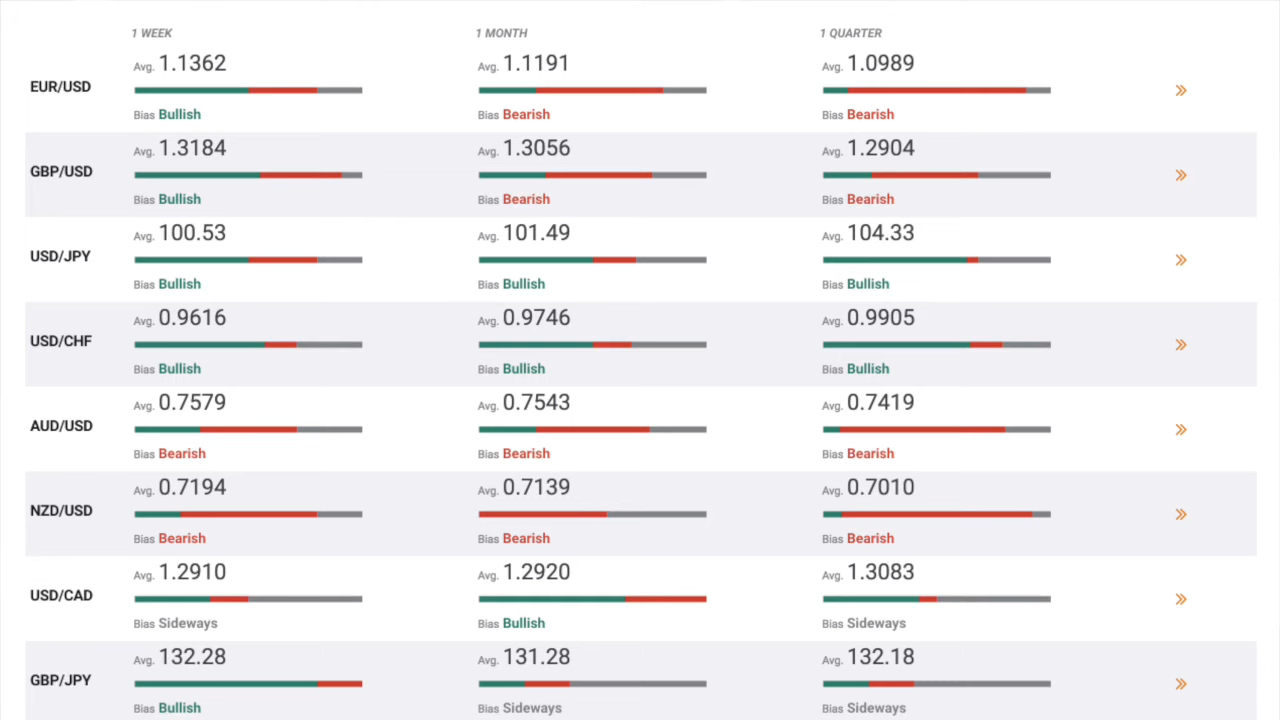 1 WEEK 1 MONTH 1 QUARTER
EUR/USD
Avg. 1.1362 Avg. 1.1191 Avg. 1.0989
Bias Bullish Bias Bearish Bias Bearish
GBP/USD
Avg. 1.3184 Avg. 1.3056 Avg. 1.2904
Bias Bullish Bias Bearish Bias Bearish
USD/JPY
Avg. 100.53 Avg. 101.49 Avg. 104.33
Bias Bullish Bias Bullish Bias Bullish
USD/CHF
Avg. 0.9616 Avg. 0.9746 Avg. 0.9905
Bias Bullish Bias Bullish Bias Bullish
AUD/USD
Avg. 0.7579 Avg. 0.7543 Avg. 0.7419
Bias Bearish Bias Bearish Bias Bearish
NZD/USD
Avg. 0.7194 Avg. 0.7139 Avg. 0.7010
Bias Bearish Bias Bearish Bias Bearish
USD/CAD
Avg. 1.2910 Avg. 1.2920 Avg. 1.3083
Bias Sideways Bias Bullish Bias Sideways
GBP/JPY
Avg. 132.28 Avg. 131.28 Avg. 132.18
Bias Bullish Bias Sideways Bias Sideways